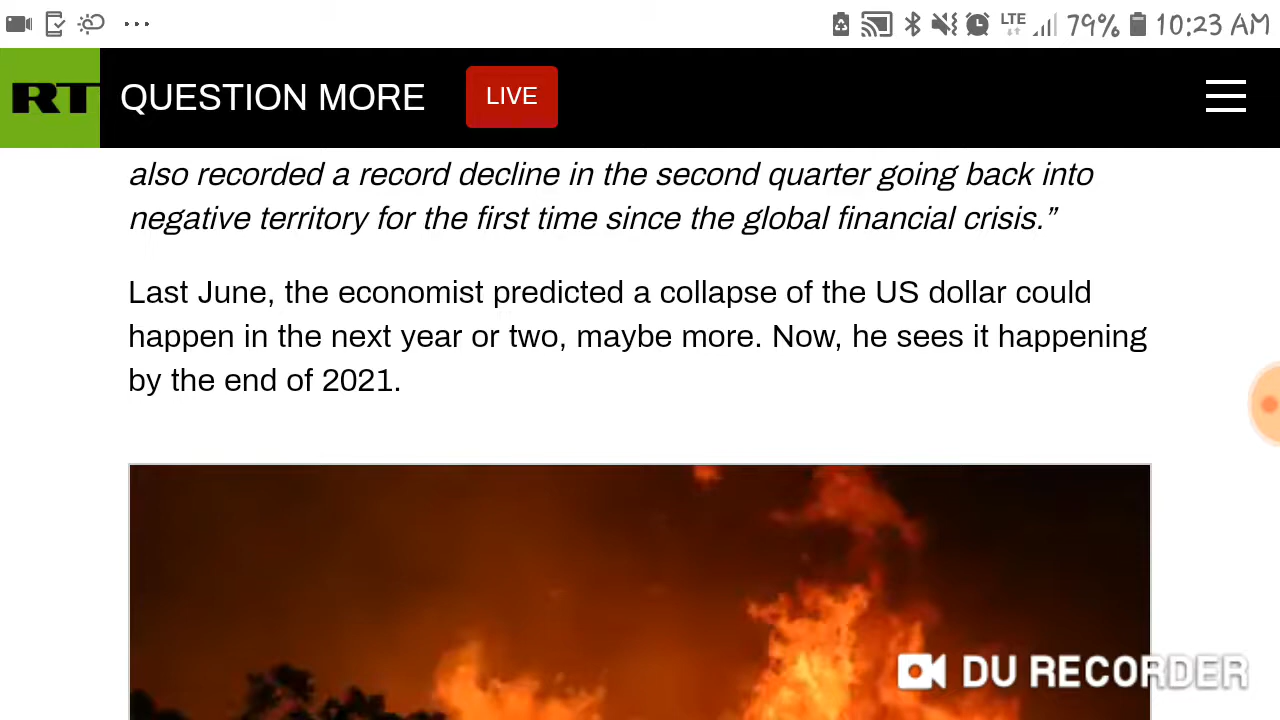 LTE 79% 10:23 AM
RT QUESTION MORE LIVE
also recorded a record decline in the second quarter going back into
negative territory for the first time since the global financial crisis.”
Last June, the economist predicted a collapse of the US dollar could
happen in the next year or two, maybe more. Now, he sees it happening
by the end of 2021.
DU RECORDER